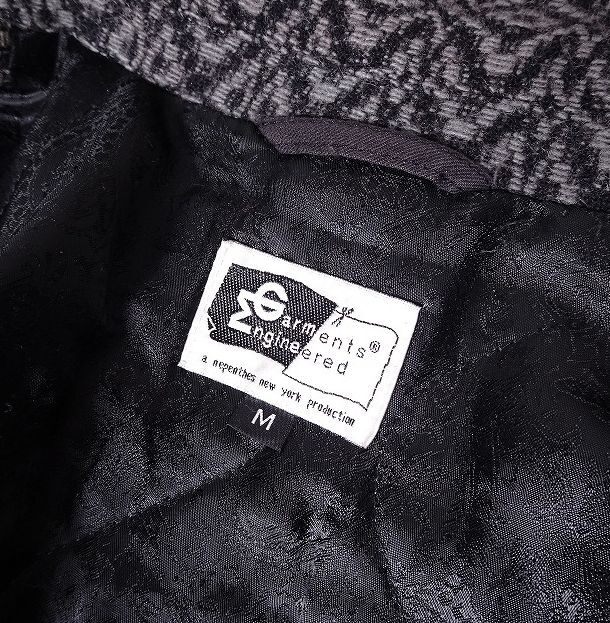 Garments®
Engineered
a nepenthes new york production
M